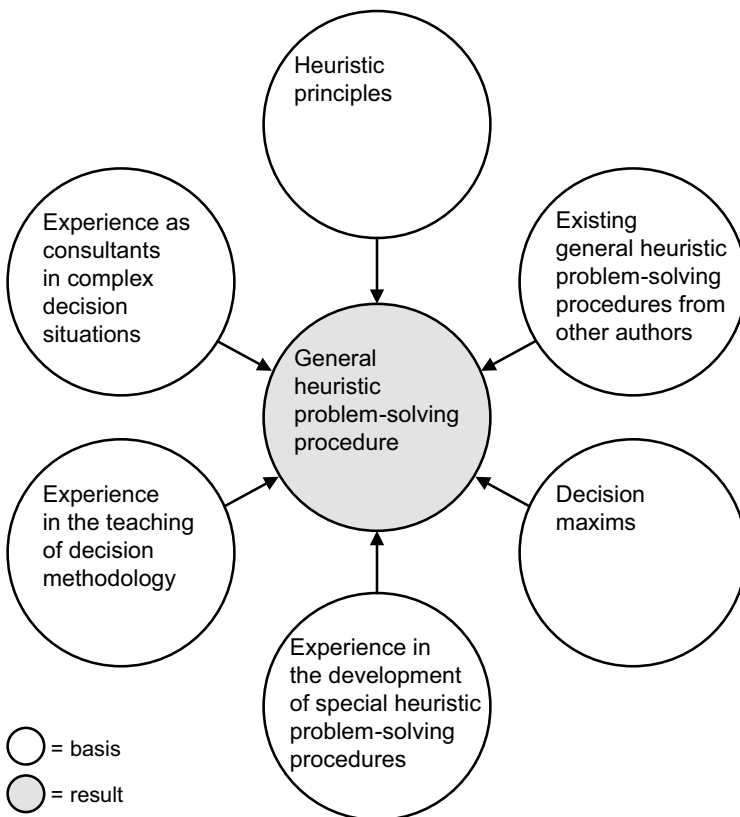 Heuristic
principles
Experience as
consultants
in complex
decision
situations
Existing
general heuristic
problem-solving
procedures from
other authors
General
heuristic
problem-solving
procedure
Experience
in the teaching
of decision
methodology
Decision
maxims
Experience in
the development
of special heuristic
problem-solving
procedures
= basis
= result